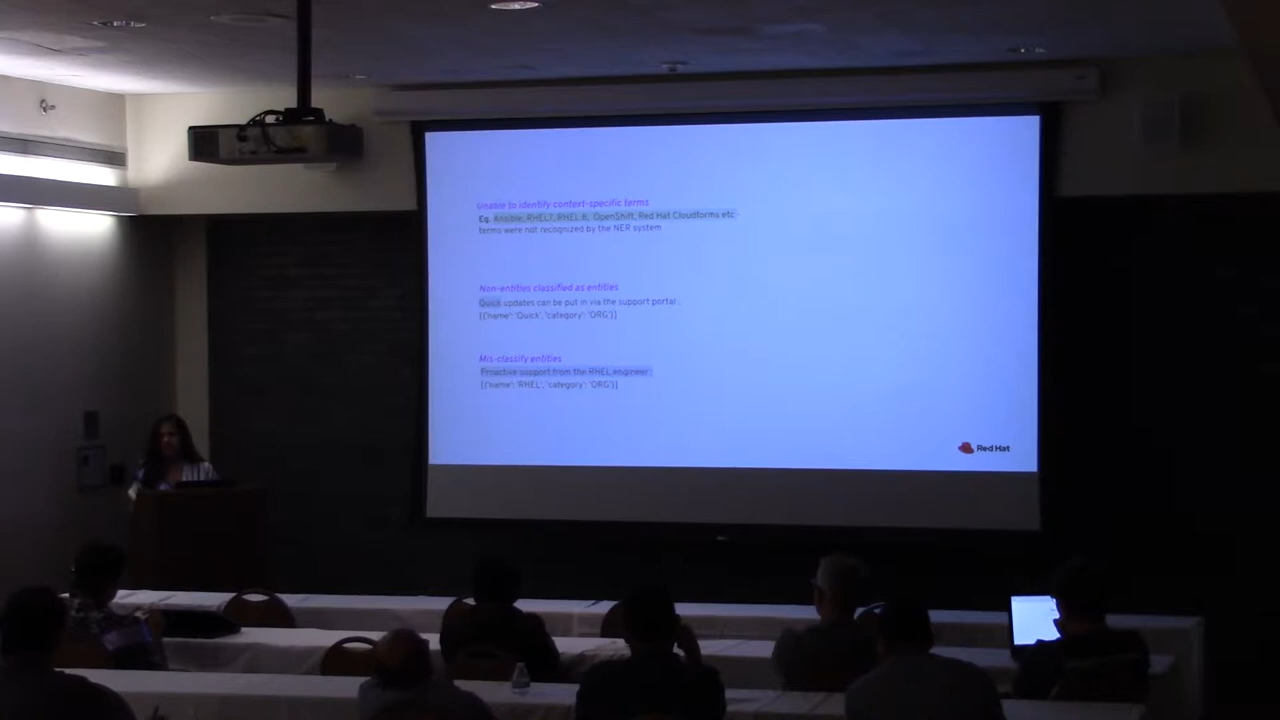 Unable to identify context-specific terms
Eg. Ansible, RHEL7, RHEL 8, OpenShift, Red Hat Cloudforms etc -
terms were not recognized by the NER system
Non-entities classified as entities
Quick updates can be put in via the support portal.
[{'name': 'Quick', 'category': 'ORG'}]
Mis-classify entities
Proactive support from the RHEL engineer.
[{'name': 'RHEL', 'category': 'ORG'}]
Red Hat